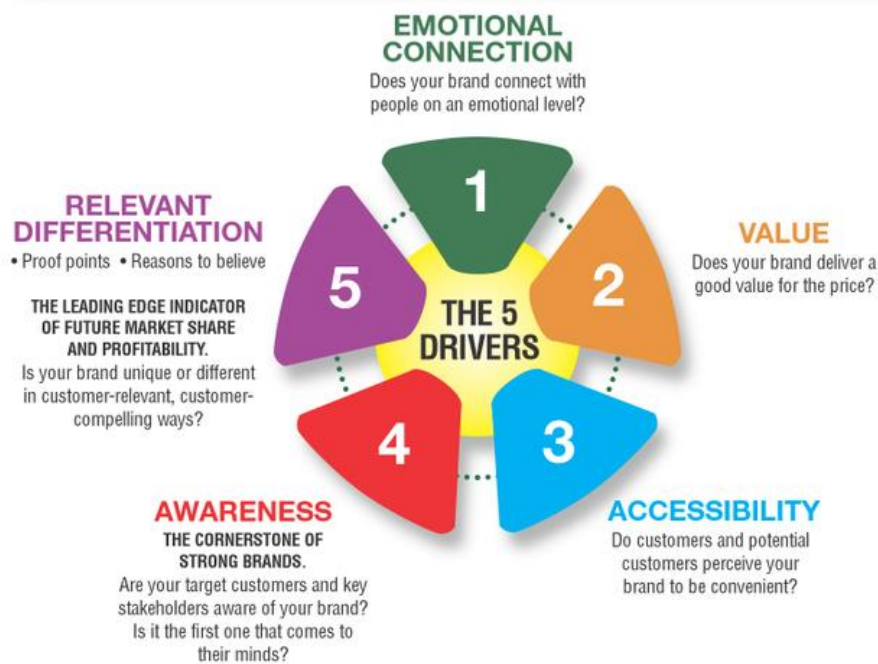 EMOTIONAL
CONNECTION
Does your brand connect with
people on an emotional level?
1
RELEVANT
DIFFERENTIATION
• Proof points • Reasons to believe
THE LEADING EDGE INDICATOR
OF FUTURE MARKET SHARE
AND PROFITABILITY.
Is your brand unique or different
in customer-relevant, customer-
compelling ways?
5
THE 5
DRIVERS
2
VALUE
Does your brand deliver a
good value for the price?
4
3
AWARENESS
THE CORNERSTONE OF
STRONG BRANDS.
Are your target customers and key
stakeholders aware of your brand?
Is it the first one that comes to
their minds?
ACCESSIBILITY
Do customers and potential
customers perceive your
brand to be convenient?